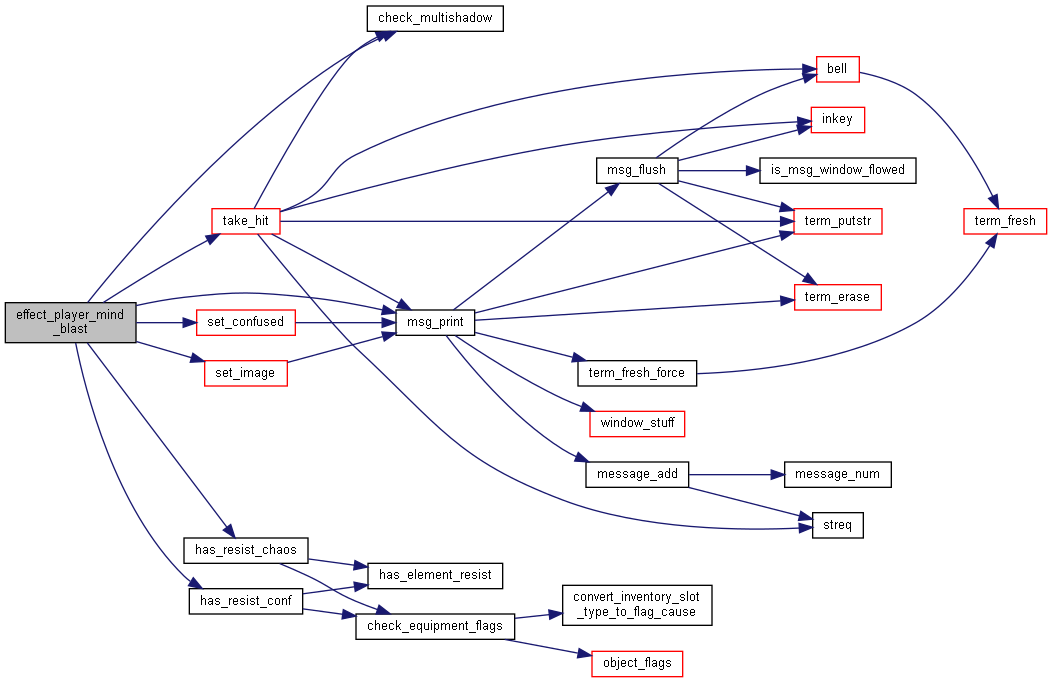 check_multishadow
bell
inkey
msg_flush
is_msg_window_flowed
take_hit
term_putstr
term_fresh
term_erase
effect_player_mind
_blast
set_confused
msg_print
set_image
term_fresh_force
window_stuff
message_add
message_num
streq
has_resist_chaos
has_element_resist
has_resist_conf
convert_inventory_slot
_type_to_flag_cause
check_equipment_flags
object_flags